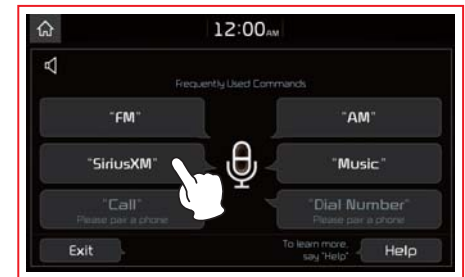 12:00AM
Frequently Used Commands
"FM"
"AM"
"SiriusXM"
"Music"
"Call"
Please pair a phone
"Dial Number"
Please pair a phone
Exit
To learn more,
say "Help"
Help